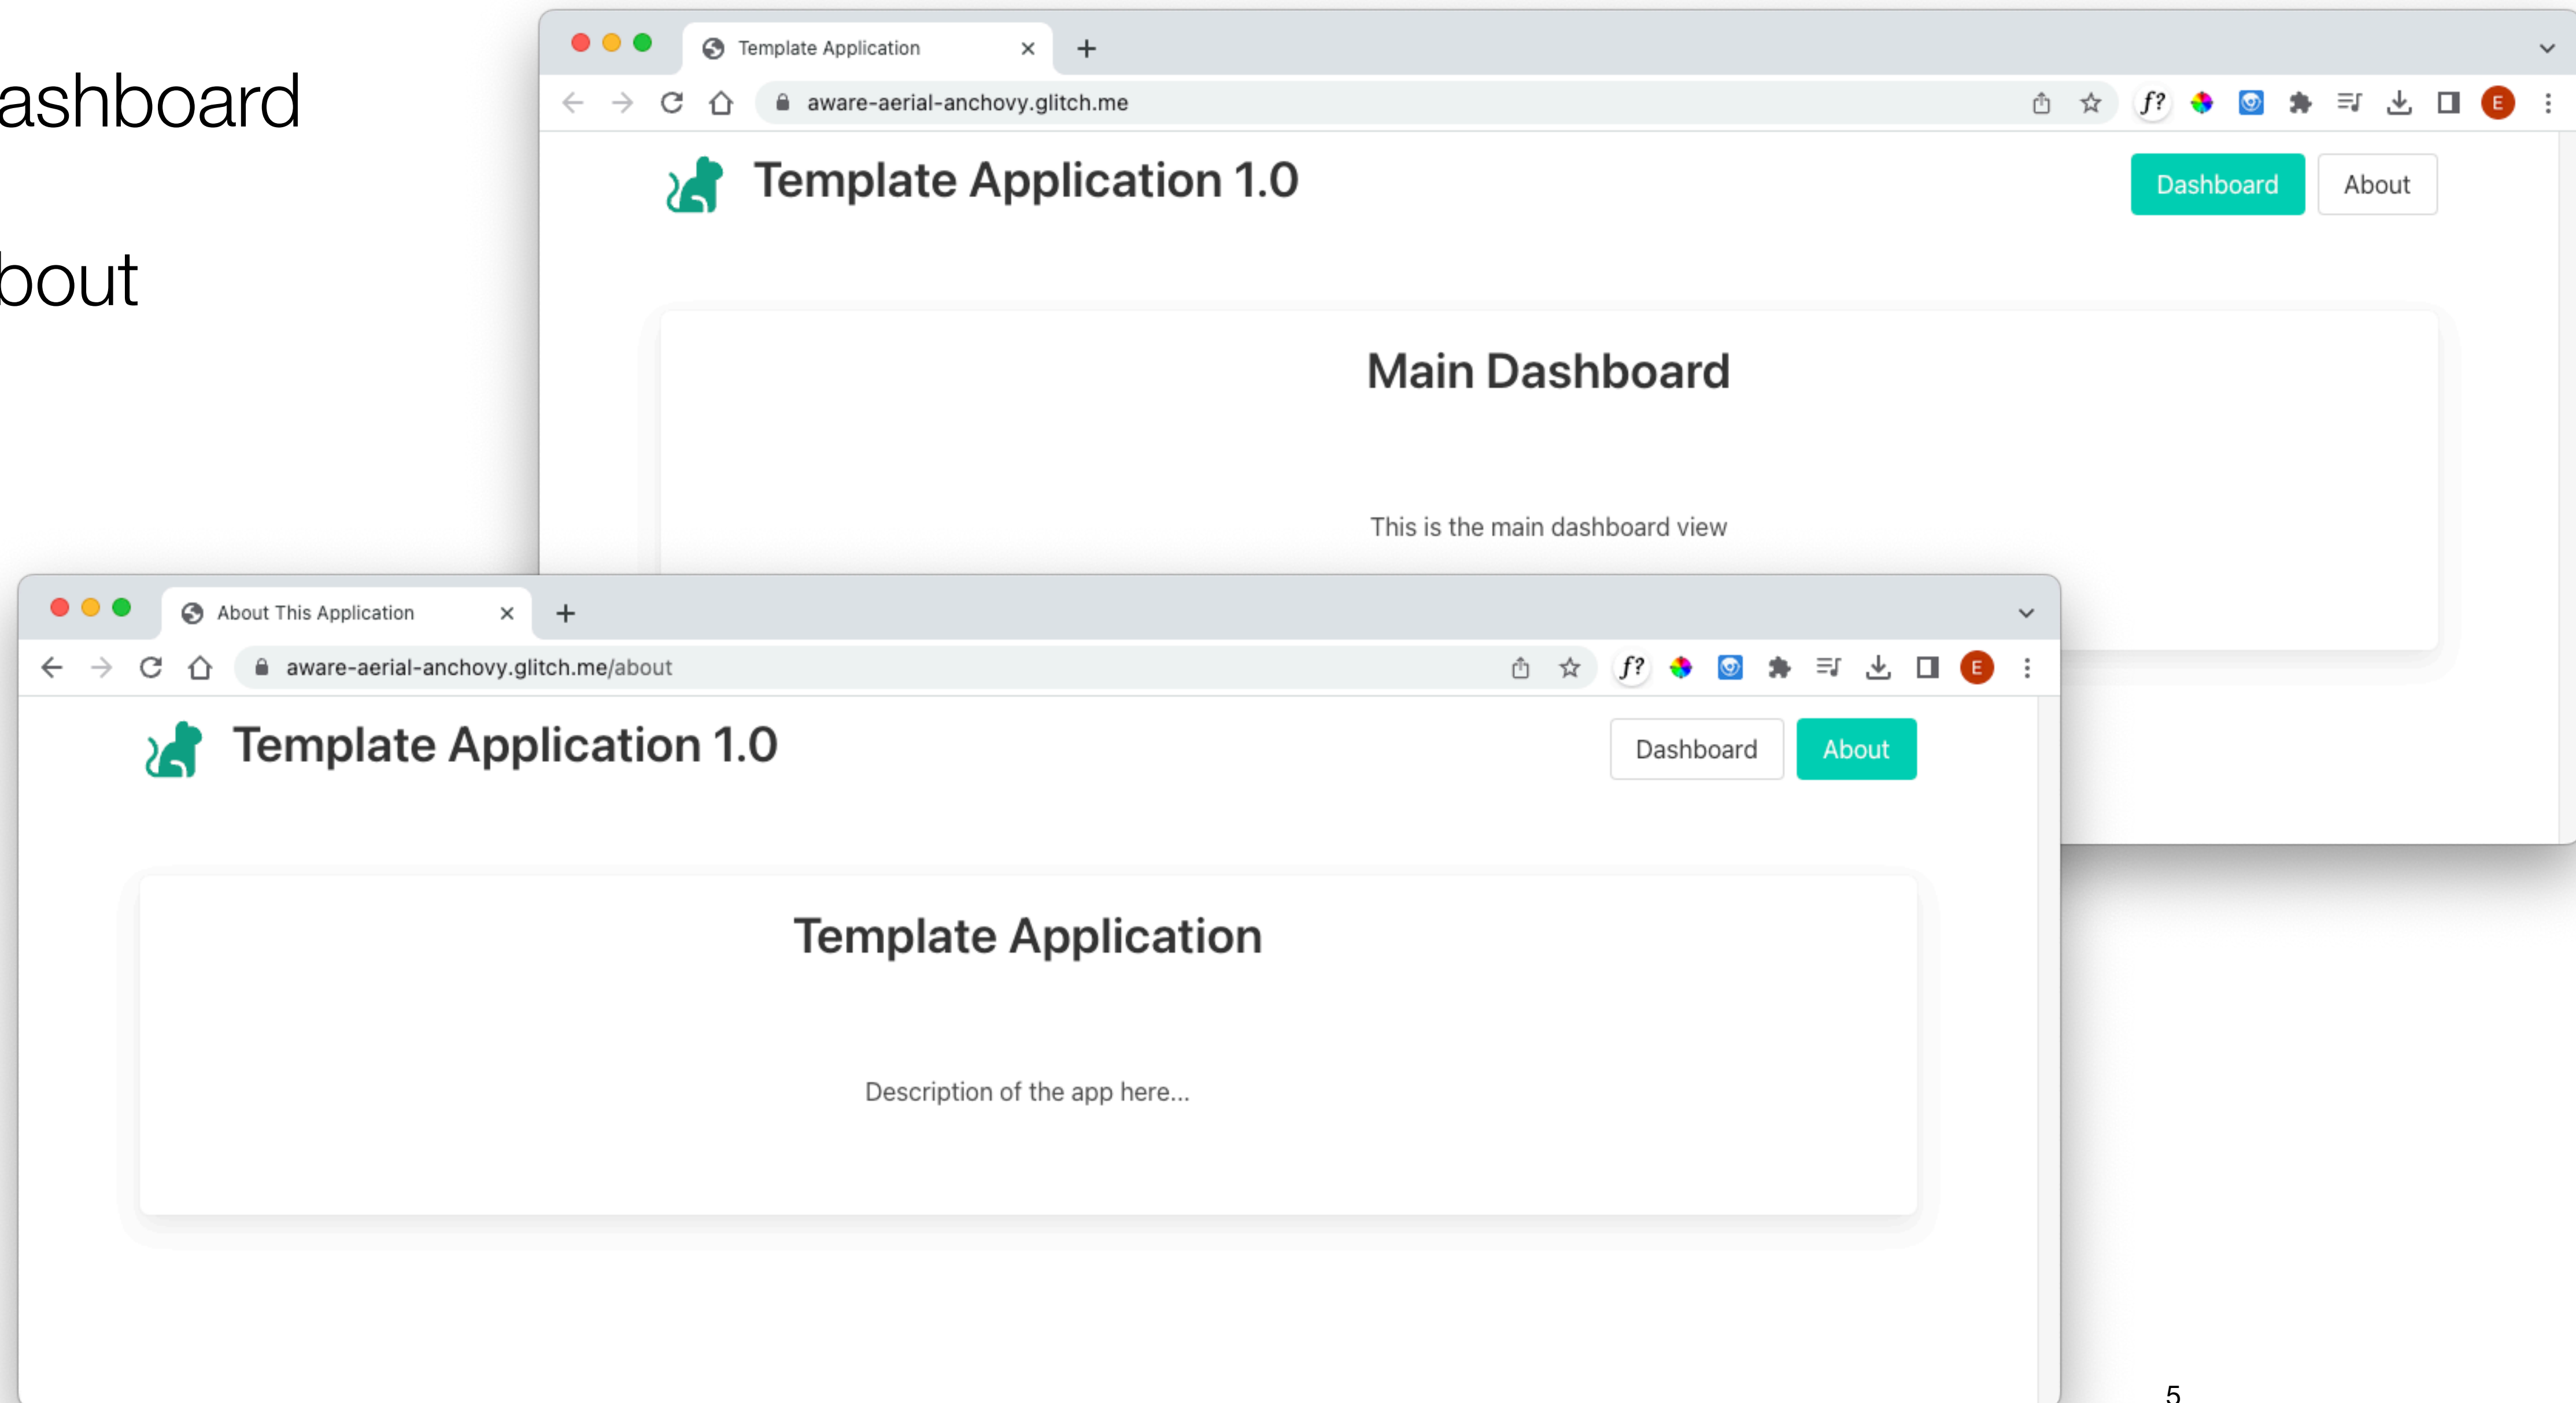 ashboard
bout
Template Application
aware-aerial-anchovy.glitch.me
f?
E
Template Application 1.0
Dashboard About
Main Dashboard
This is the main dashboard view
About This Application
aware-aerial-anchovy.glitch.me/about
f?
E
Template Application 1.0
Dashboard About
Template Application
Description of the app here...
5